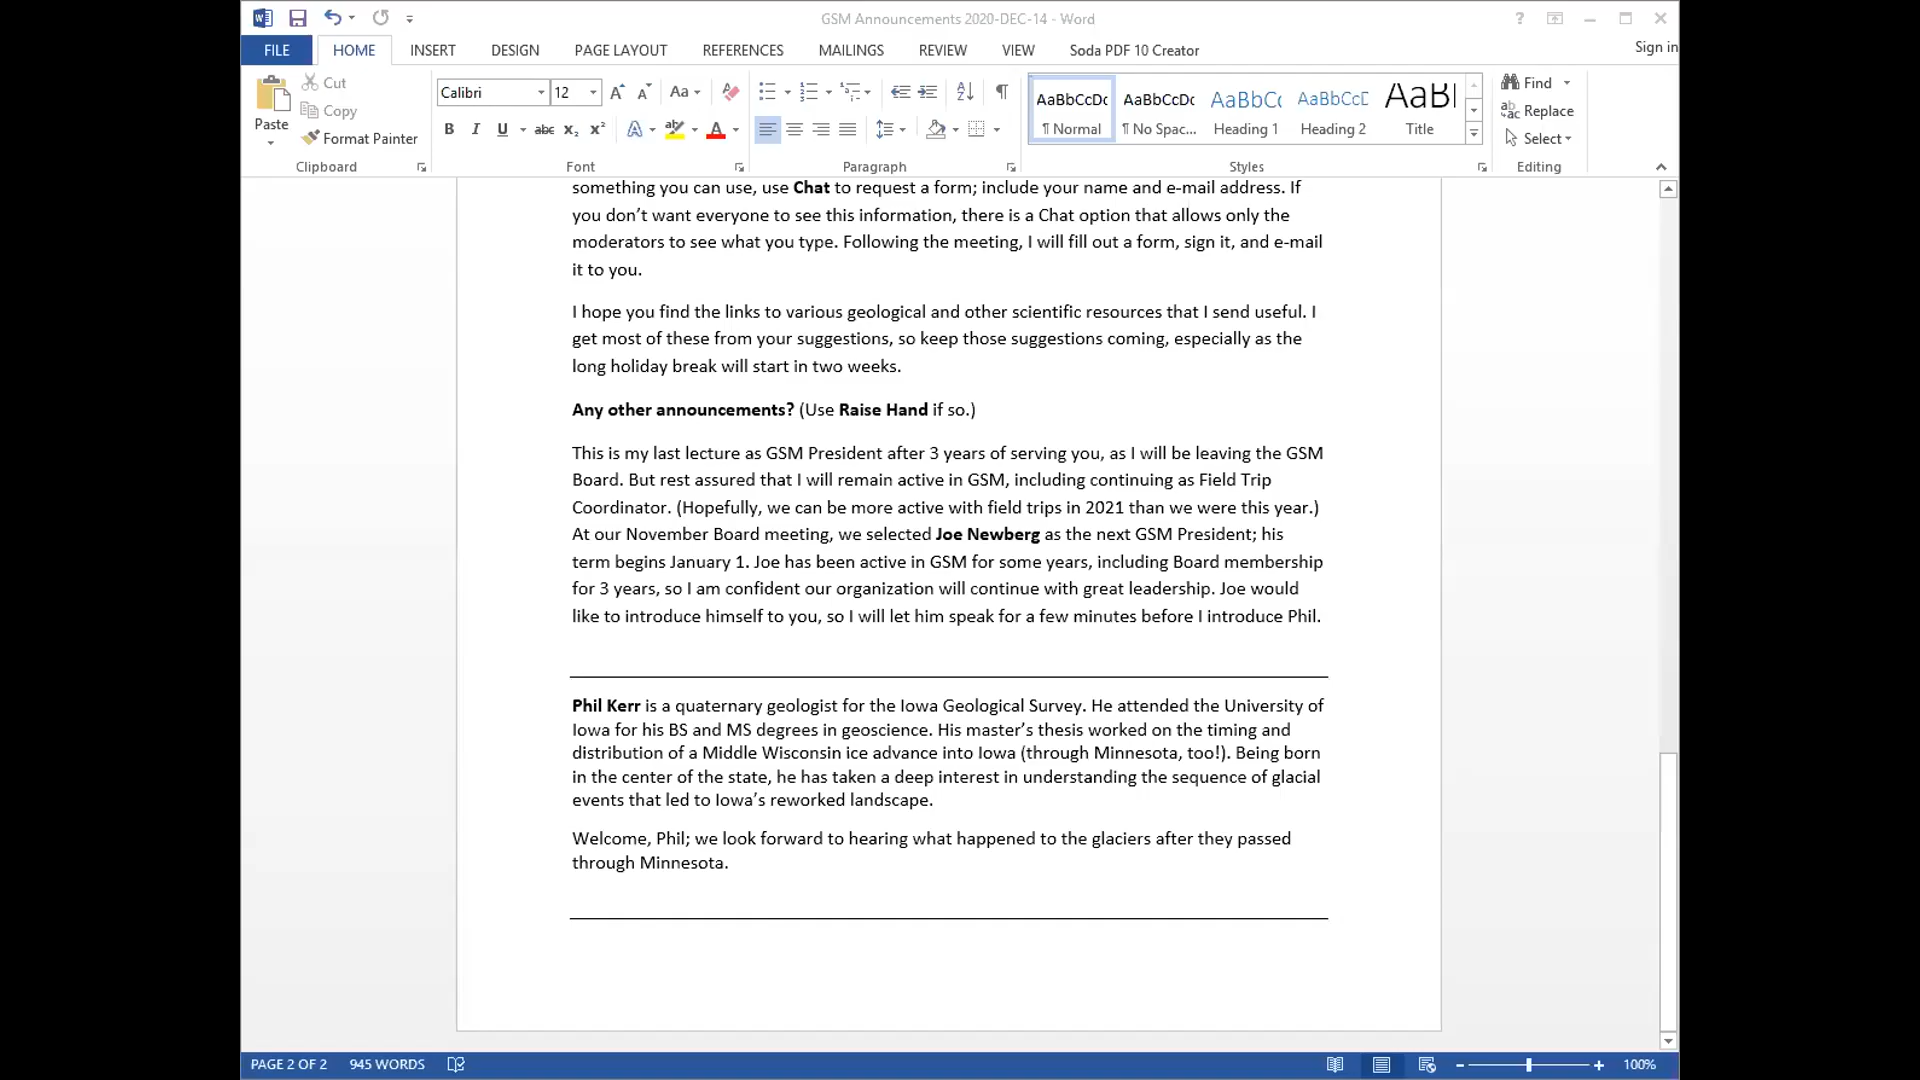 GSM Announcements 2020-DEC-14 - Word
?
FILE HOME INSERT DESIGN PAGE LAYOUT REFERENCES MAILINGS REVIEW VIEW Soda PDF 10 Creator Sign in
Paste
Cut
Copy
Format Painter
Clipboard
Calibri 12 Aa
B I U abc x₂ x² A ab A
Font
Paragraph
AaBbCcDc AaBbCcDc AaBbCc AaBbCcD AaBl
¶ Normal ¶ No Spac... Heading 1 Heading 2 Title
Styles
Find
Replace
Select
Editing
something you can use, use Chat to request a form; include your name and e-mail address. If
you don’t want everyone to see this information, there is a Chat option that allows only the
moderators to see what you type. Following the meeting, I will fill out a form, sign it, and e-mail
it to you.
I hope you find the links to various geological and other scientific resources that I send useful. I
get most of these from your suggestions, so keep those suggestions coming, especially as the
long holiday break will start in two weeks.
Any other announcements? (Use Raise Hand if so.)
This is my last lecture as GSM President after 3 years of serving you, as I will be leaving the GSM
Board. But rest assured that I will remain active in GSM, including continuing as Field Trip
Coordinator. (Hopefully, we can be more active with field trips in 2021 than we were this year.)
At our November Board meeting, we selected Joe Newberg as the next GSM President; his
term begins January 1. Joe has been active in GSM for some years, including Board membership
for 3 years, so I am confident our organization will continue with great leadership. Joe would
like to introduce himself to you, so I will let him speak for a few minutes before I introduce Phil.
Phil Kerr is a quaternary geologist for the Iowa Geological Survey. He attended the University of
Iowa for his BS and MS degrees in geoscience. His master’s thesis worked on the timing and
distribution of a Middle Wisconsin ice advance into Iowa (through Minnesota, too!). Being born
in the center of the state, he has taken a deep interest in understanding the sequence of glacial
events that led to Iowa’s reworked landscape.
Welcome, Phil; we look forward to hearing what happened to the glaciers after they passed
through Minnesota.
PAGE 2 OF 2 945 WORDS 100%